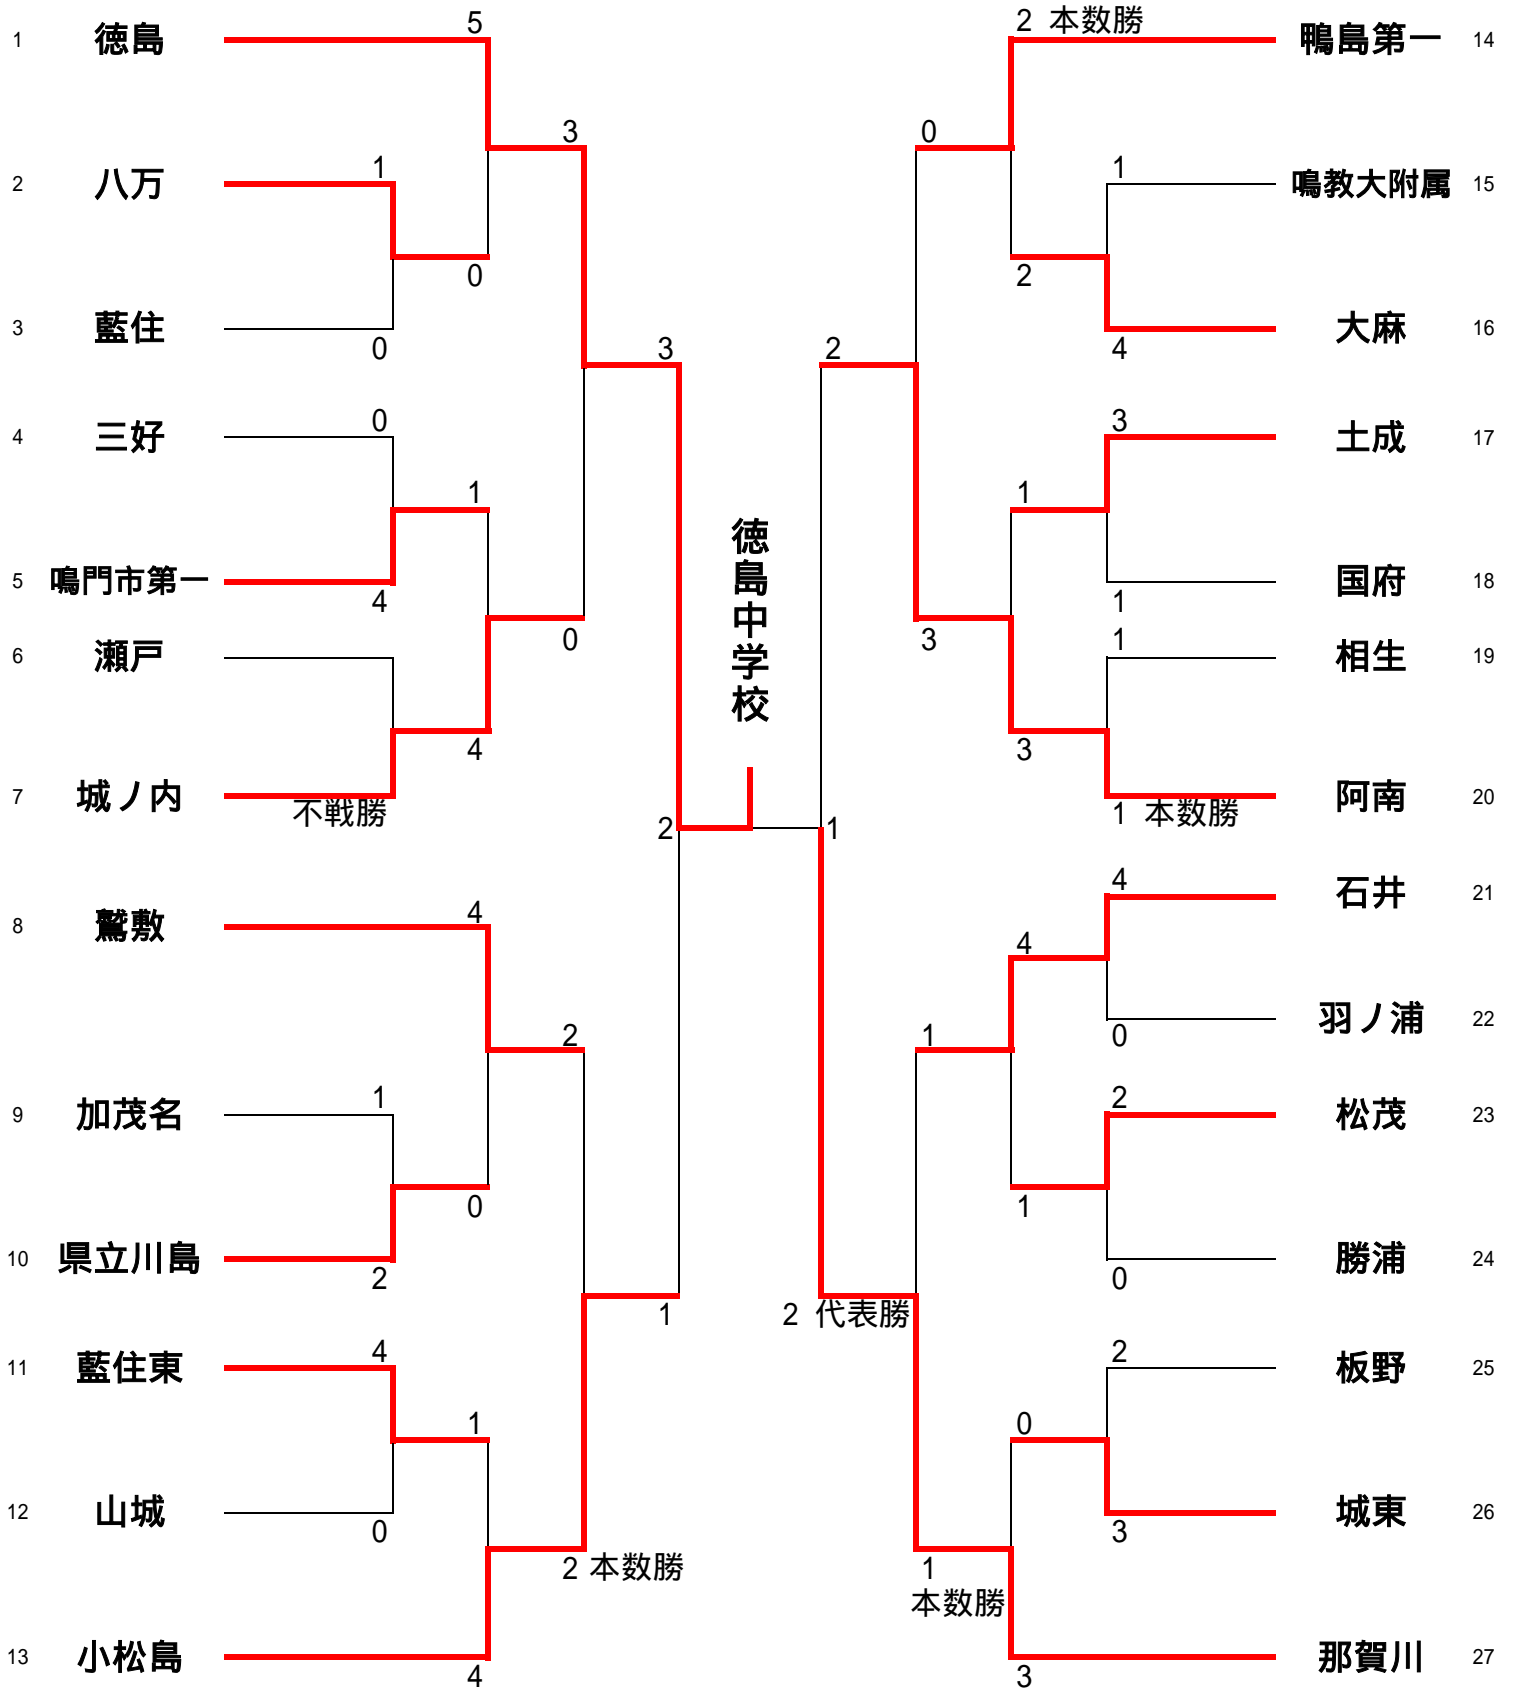 1 徳島 5
2 八万 1
3 藍住 0
3
0
4 三好 0
5 鳴門市第一 4
1
6 瀬戸
7 城ノ内 不戦勝
4
0
3
8 鷲敷 4
9 加茂名 1
10 県立川島 2
0
2
11 藍住東 4
12 山城 0
1
13 小松島 4
2 本数勝
1
2
徳島中学校
1
2 本数勝 鴨島第一 14
1 鳴教大附属 15
4 大麻 16
2
0
3 土成 17
1 国府 18
1
1 相生 19
1 本数勝 阿南 20
3
3
2
4 石井 21
0 羽ノ浦 22
4
2 松茂 23
0 勝浦 24
1
1
2 板野 25
3 城東 26
0
3 那賀川 27
1
本数勝
2 代表勝